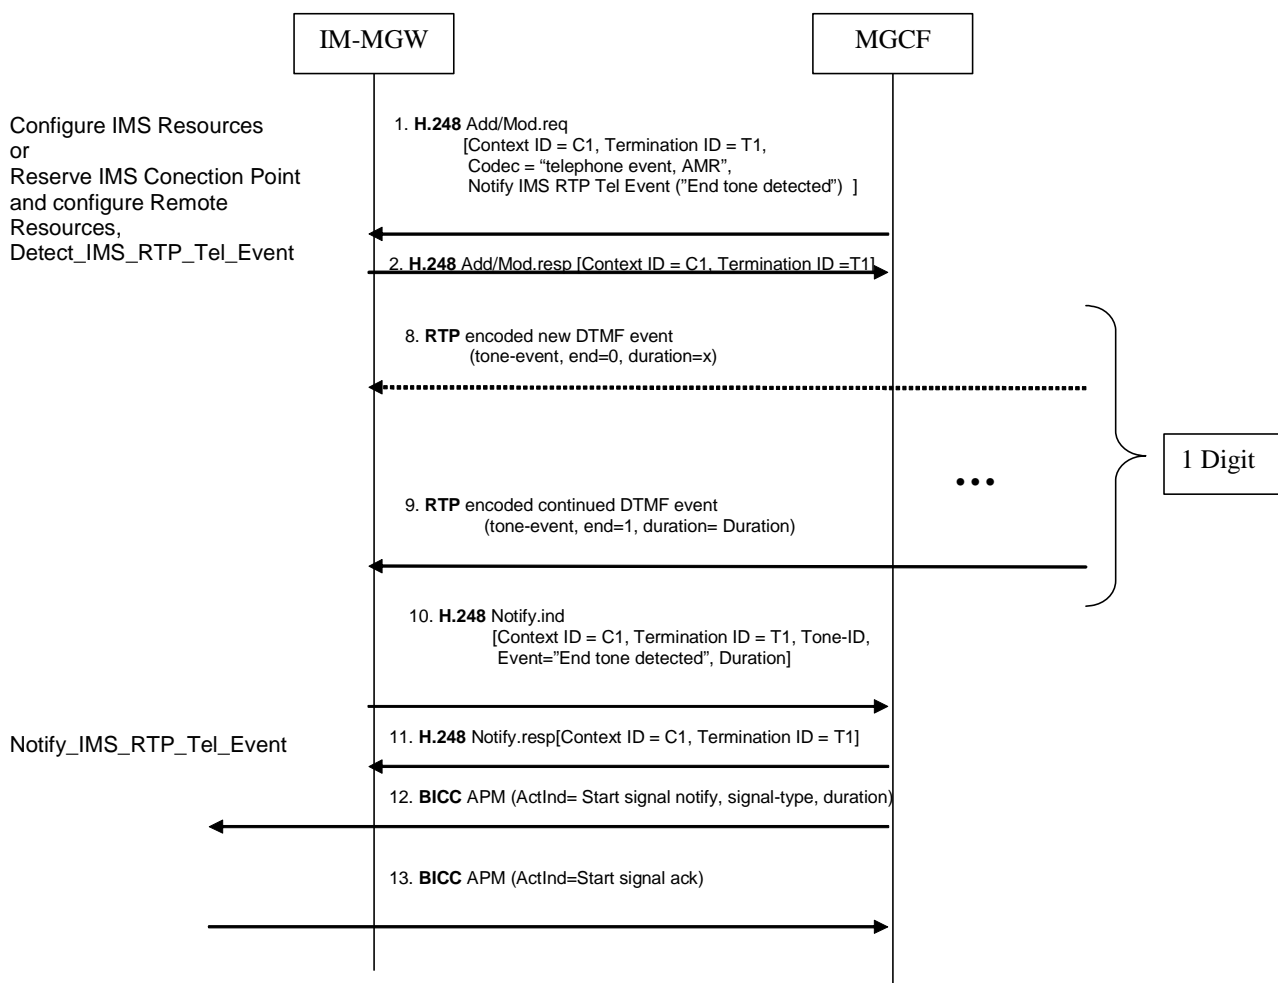 IM-MGW
MGCF
Configure IMS Resources
or
Reserve IMS Conection Point
and configure Remote
Resources,
Detect_IMS_RTP_Tel_Event
1. H.248 Add/Mod.req
[Context ID = C1, Termination ID = T1,
Codec = “telephone event, AMR”,
Notify IMS RTP Tel Event (”End tone detected”) ]
2. H.248 Add/Mod.resp [Context ID = C1, Termination ID =T1]
8. RTP encoded new DTMF event
(tone-event, end=0, duration=x)
...
1 Digit
9. RTP encoded continued DTMF event
(tone-event, end=1, duration= Duration)
10. H.248 Notify.ind
[Context ID = C1, Termination ID = T1, Tone-ID,
Event=”End tone detected”, Duration]
Notify_IMS_RTP_Tel_Event
11. H.248 Notify.resp[Context ID = C1, Termination ID = T1]
12. BICC APM (ActInd= Start signal notify, signal-type, duration)
13. BICC APM (ActInd=Start signal ack)